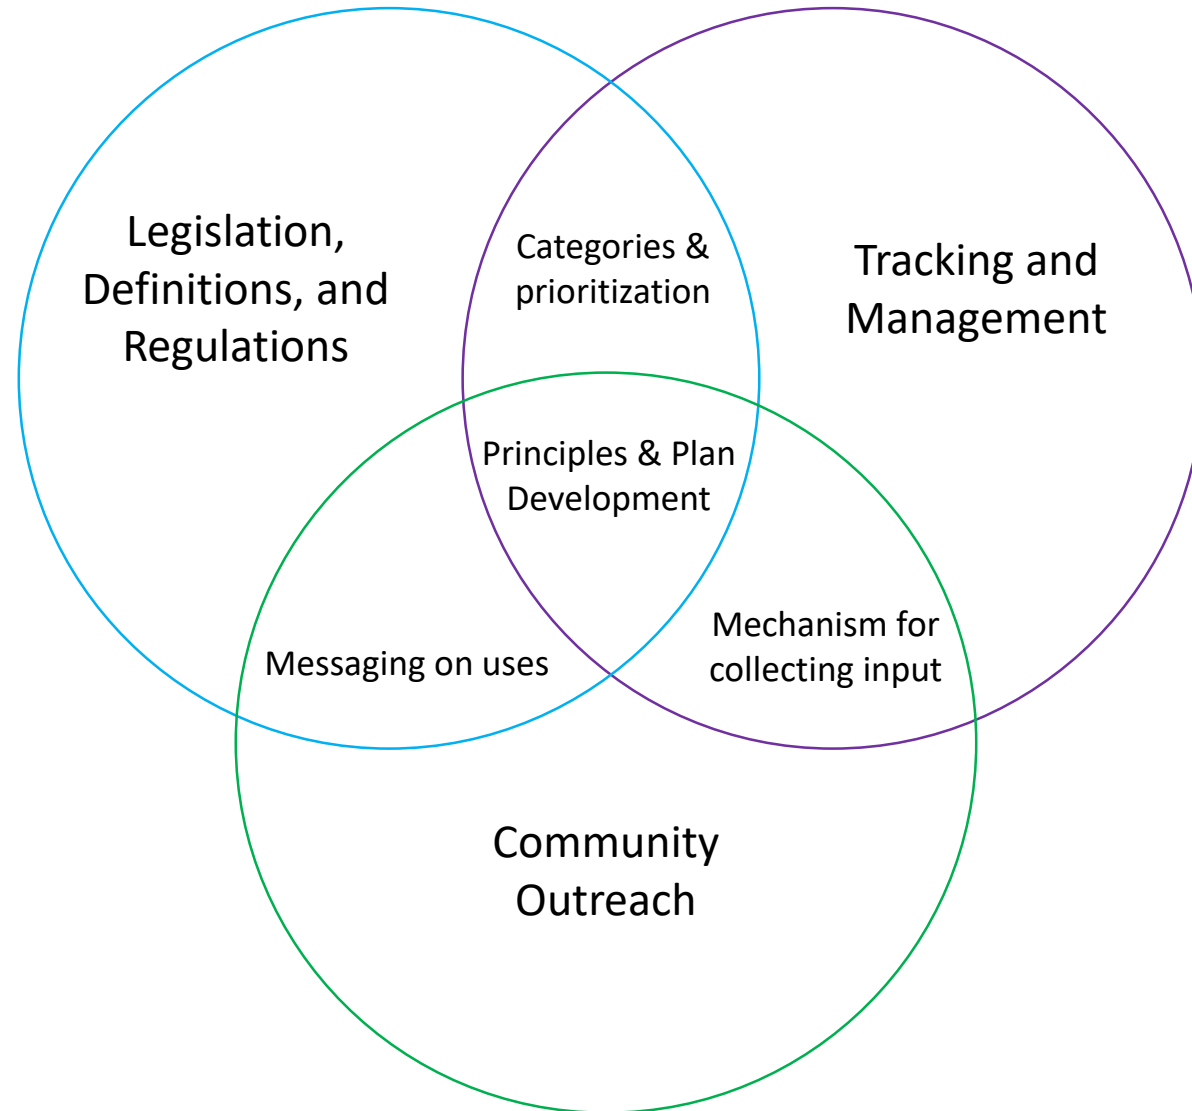 Legislation,
Definitions, and
Regulations
Categories &
prioritization
Tracking and
Management
Principles & Plan
Development
Messaging on uses
Mechanism for
collecting input
Community
Outreach